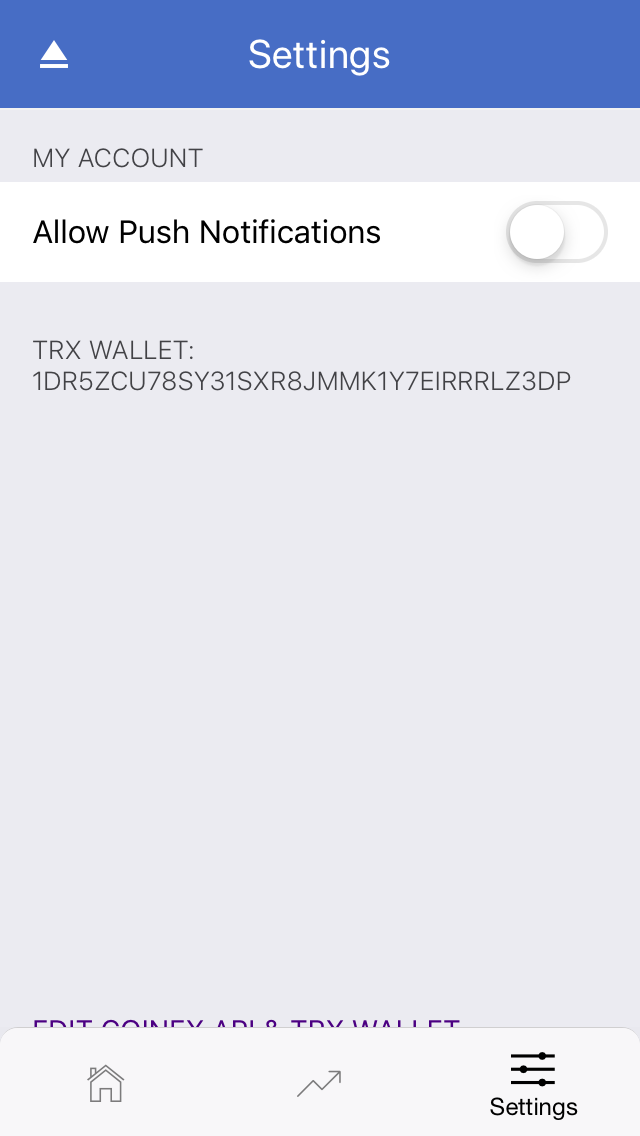 Settings
MY ACCOUNT
Allow Push Notifications
TRX WALLET:
1DR5ZCU78SY31SXR8JMMK1Y7EIRRRLZ3DP
EDIT COINEX API & TRX WALLET
Settings